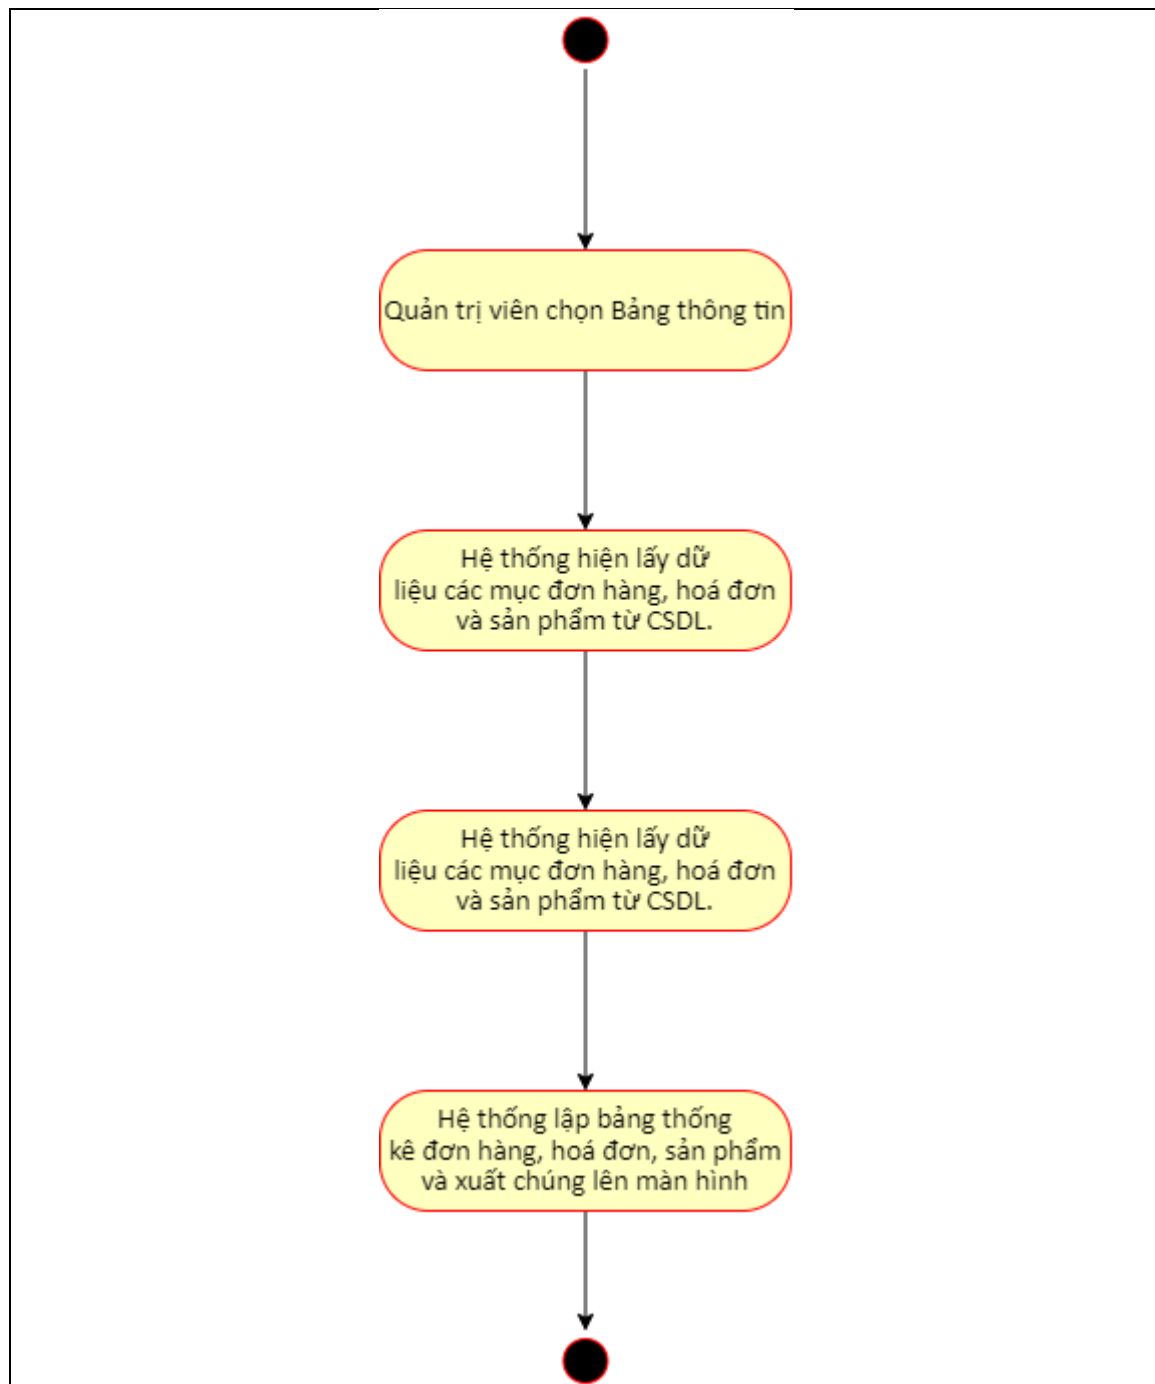 Quản trị viên chọn Bảng thông tin
Hệ thống hiện lấy dữ
liệu các mục đơn hàng, hoá đơn
và sản phẩm từ CSDL.
Hệ thống hiện lấy dữ
liệu các mục đơn hàng, hoá đơn
và sản phẩm từ CSDL.
Hệ thống lập bảng thống
kê đơn hàng, hoá đơn, sản phẩm
và xuất chúng lên màn hình